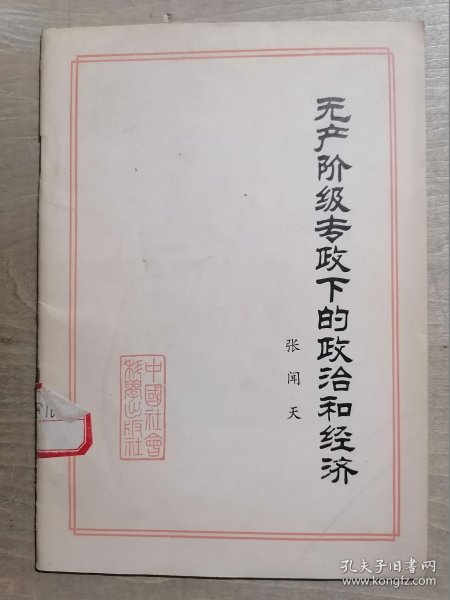 无产阶级专政下的政治和经济
张闻天
中國社會
科學出版社
孔夫子旧书网
www.kongfz.com